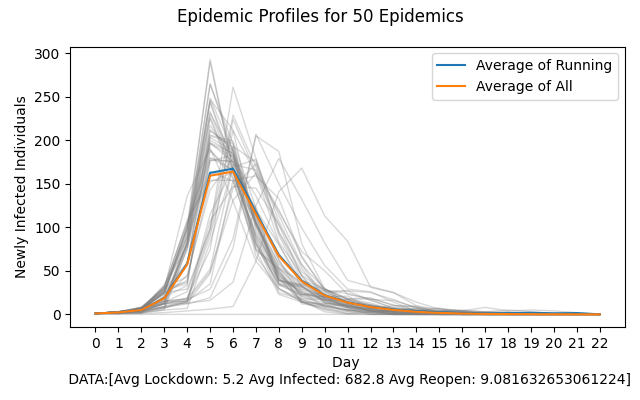 Epidemic Profiles for 50 Epidemics
Average of Running
Average of All
Newly Infected Individuals
300
250
200
150
100
50
0
0 1 2 3 4 5 6 7 8 9 10 11 12 13 14 15 16 17 18 19 20 21 22
Day
DATA:[Avg Lockdown: 5.2 Avg Infected: 682.8 Avg Reopen: 9.081632653061224]